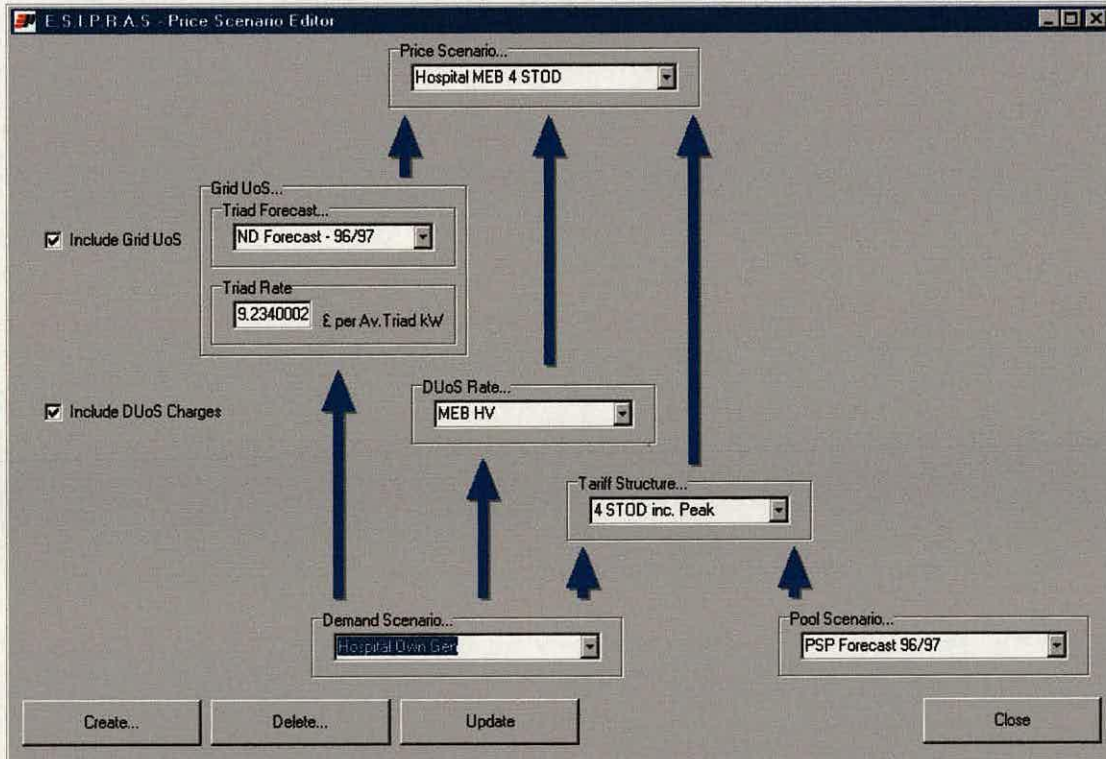 E.S.I.P.R.A.S - Price Scenario Editor
Price Scenario...
Hospital MEB 4 STOD
Grid UoS...
Triad Forecast...
Include Grid UoS
ND Forecast - 96/97
Triad Rate
9.2340002 £ per Av.Triad kW
DUoS Rate...
Include DUoS Charges
MEB HV
Tariff Structure...
4 STOD inc. Peak
Demand Scenario...
Pool Scenario...
Hospital Own Gen
PSP Forecast 96/97
Create...
Delete...
Update
Close